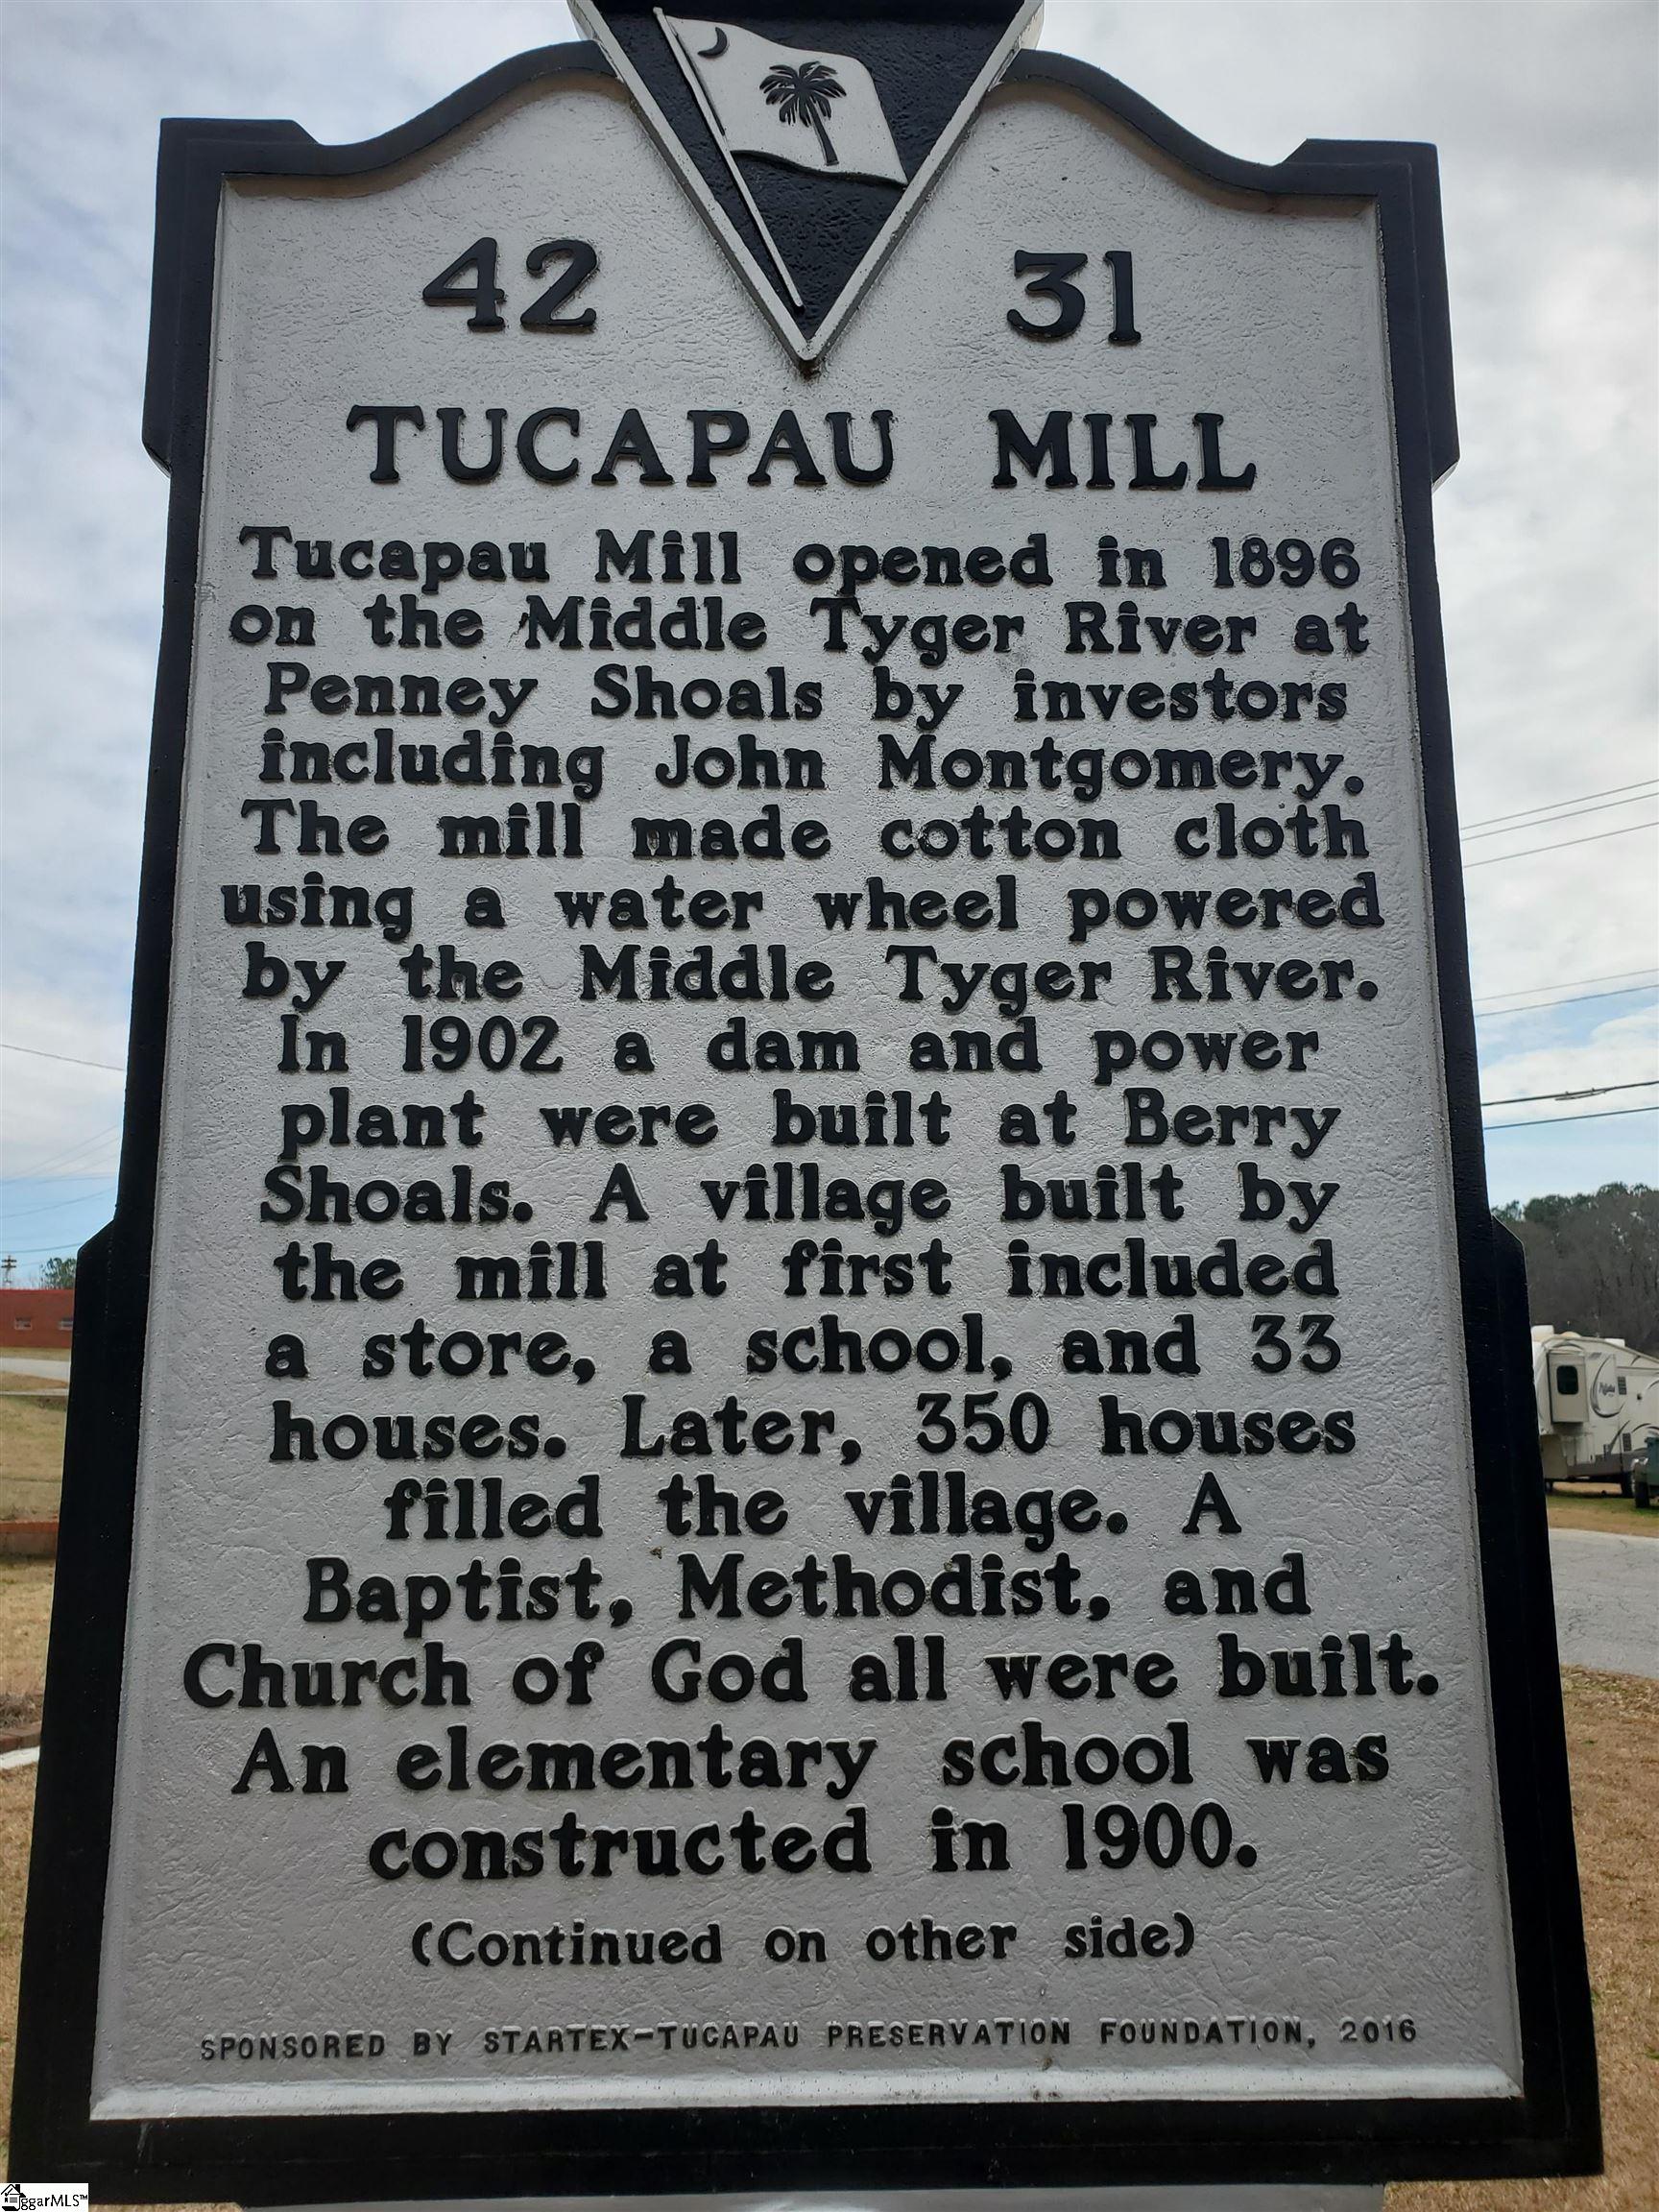 42 31
TUCAPAU MILL
Tucapau Mill opened in 1896
on the Middle Tyger River at
Penney Shoals by investors
including John Montgomery.
The mill made cotton cloth
using a water wheel powered
by the Middle Tyger River.
In 1902 a dam and power
plant were built at Berry
Shoals. A village built by
the mill at first included
a store, a school, and 33
houses. Later, 350 houses
filled the village. A
Baptist, Methodist, and
Church of God all were built.
An elementary school was
constructed in 1900.
(Continued on other side)
SPONSORED BY STARTEX-TUCAPAU PRESERVATION FOUNDATION, 2016
ggarMLS™